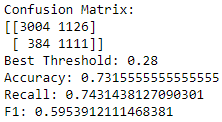 Confusion Matrix:
[[3004 1126]
 [ 384 1111]]
Best Threshold: 0.28
Accuracy: 0.7315555555555555
Recall: 0.7431438127090301
F1: 0.5953912111468381